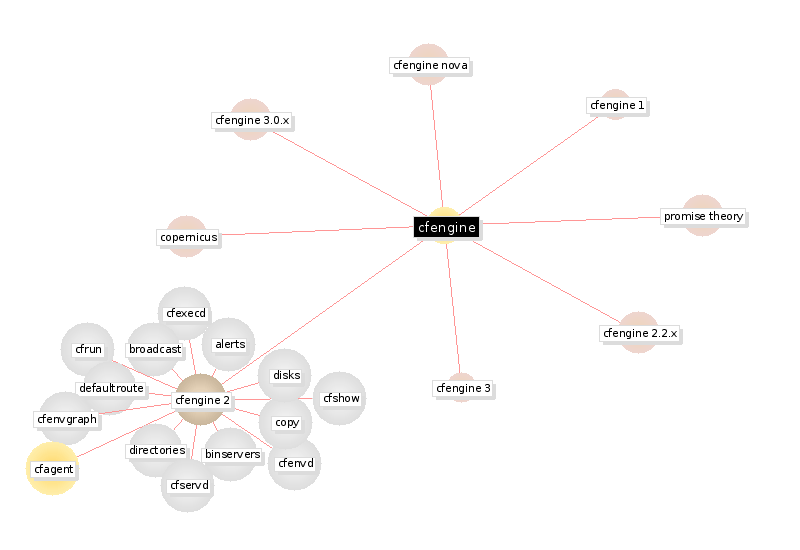 cfengine nova
cfengine 1
cfengine 3.0.x
promise theory
cfengine
copernicus
cfexecd
cfengine 2.2.x
alerts
broadcast
cfrun
disks
defaultroute
cfengine 3
cfengine 2
cfshow
cfenvgraph
copy
directories
binservers
cfenvd
cfagent
cfservd